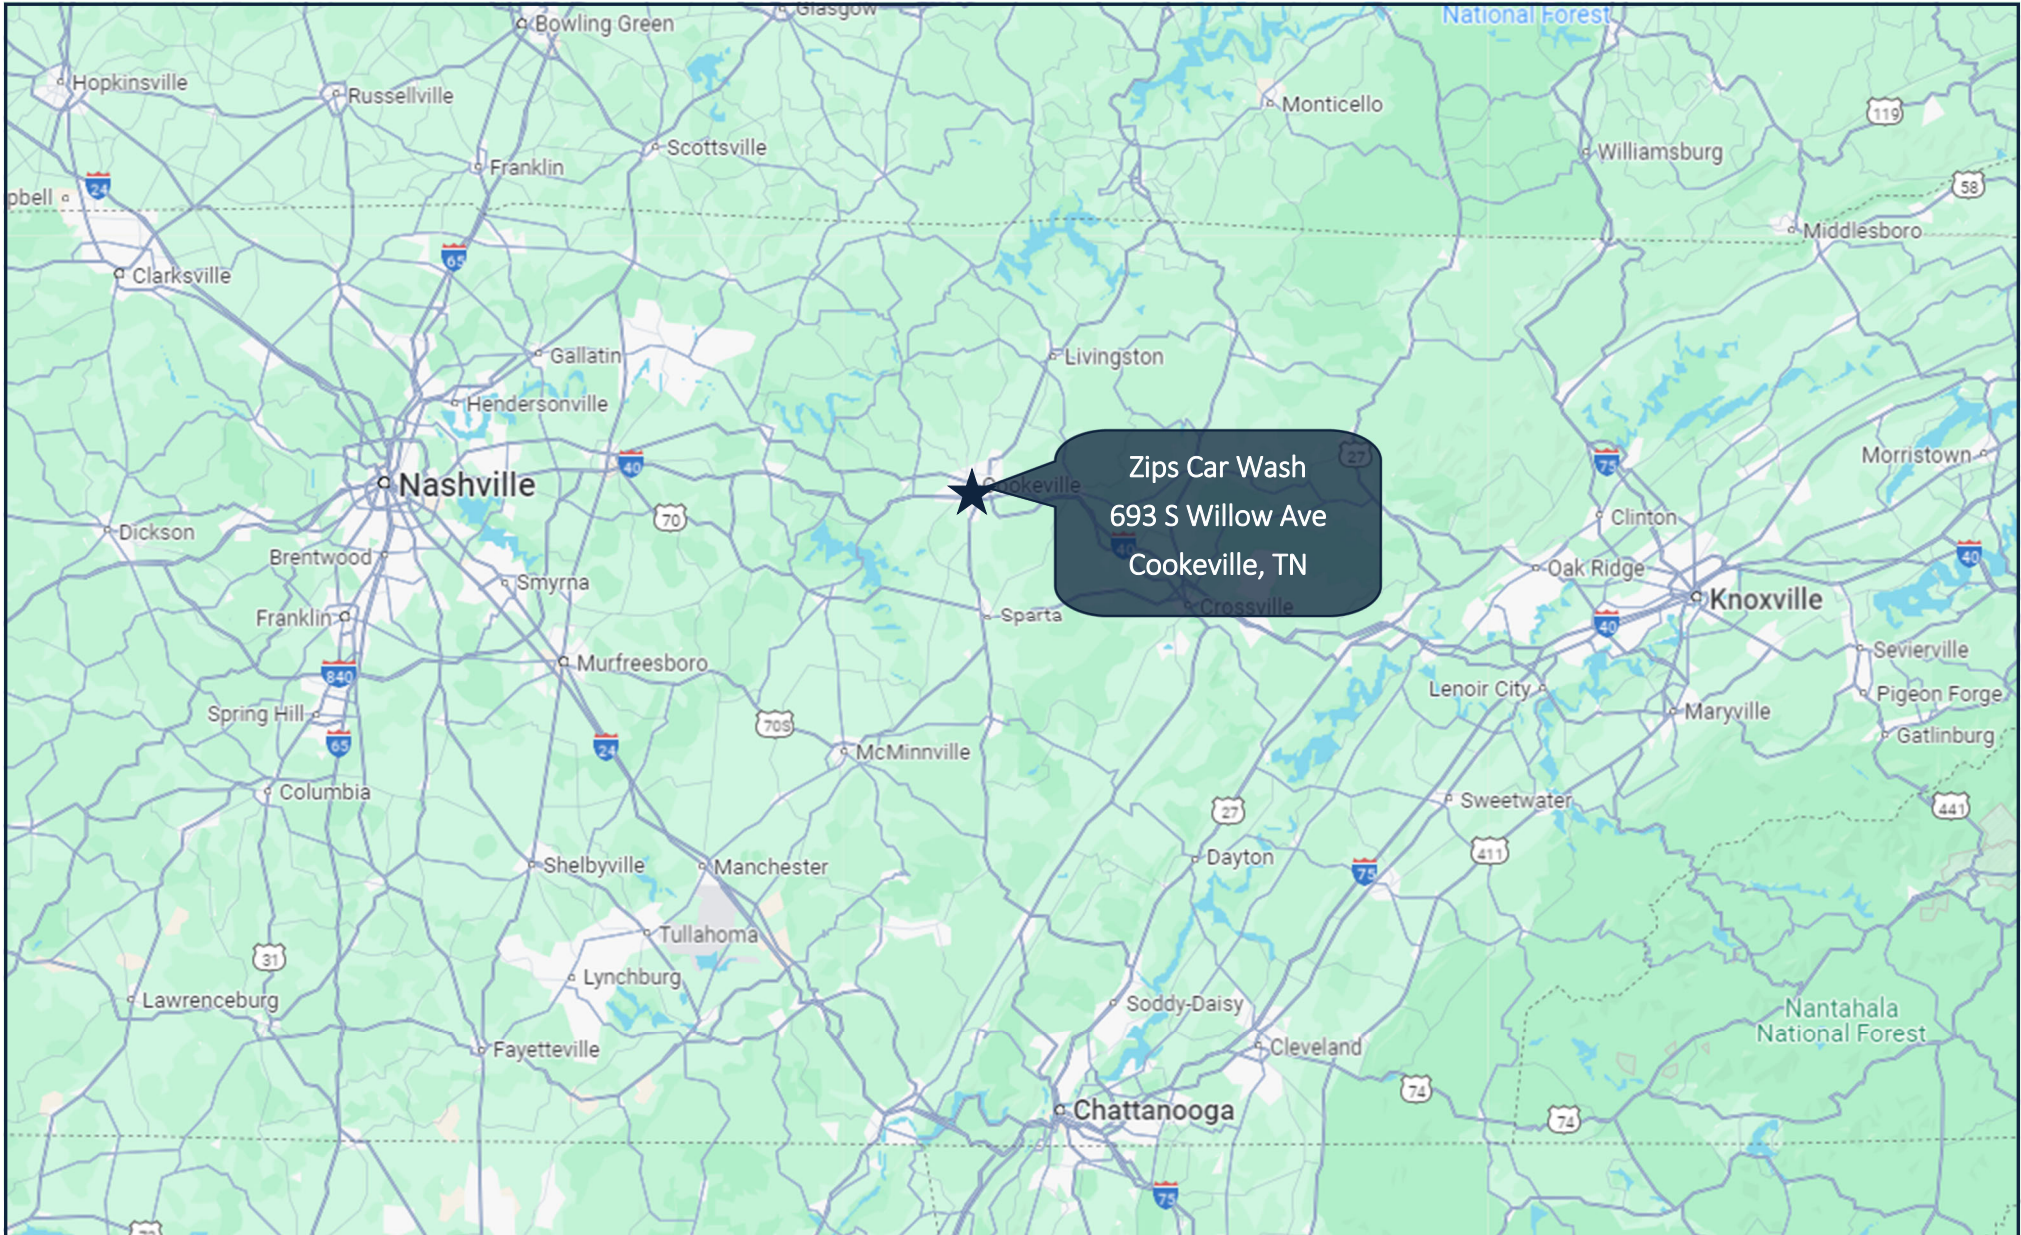 National Forest
Glasgow
Bowling Green
Hopkinsville
Russellville
Monticello
119
Scottsville
Williamsburg
Franklin
24
58
pbell
Middlesboro
65
Clarksville
Gallatin
Livingston
Hendersonville
27
Morristown
40
75
Nashville
Cookeville
Zips Car Wash
693 S Willow Ave
Cookeville, TN
70
Clinton
Dickson
40
40
Brentwood
Oak Ridge
Smyrna
Knoxville
Crossville
Franklin
Sparta
40
Sevierville
Murfreesboro
840
Lenoir City
Pigeon Forge
Spring Hill
Maryville
70S
Gatlinburg
65
24
McMinnville
Columbia
Sweetwater
441
27
411
Dayton
Shelbyville
Manchester
75
Tullahoma
31
Lynchburg
Lawrenceburg
Soddy-Daisy
Nantahala
National Forest
Fayetteville
Cleveland
74
Chattanooga
74
75